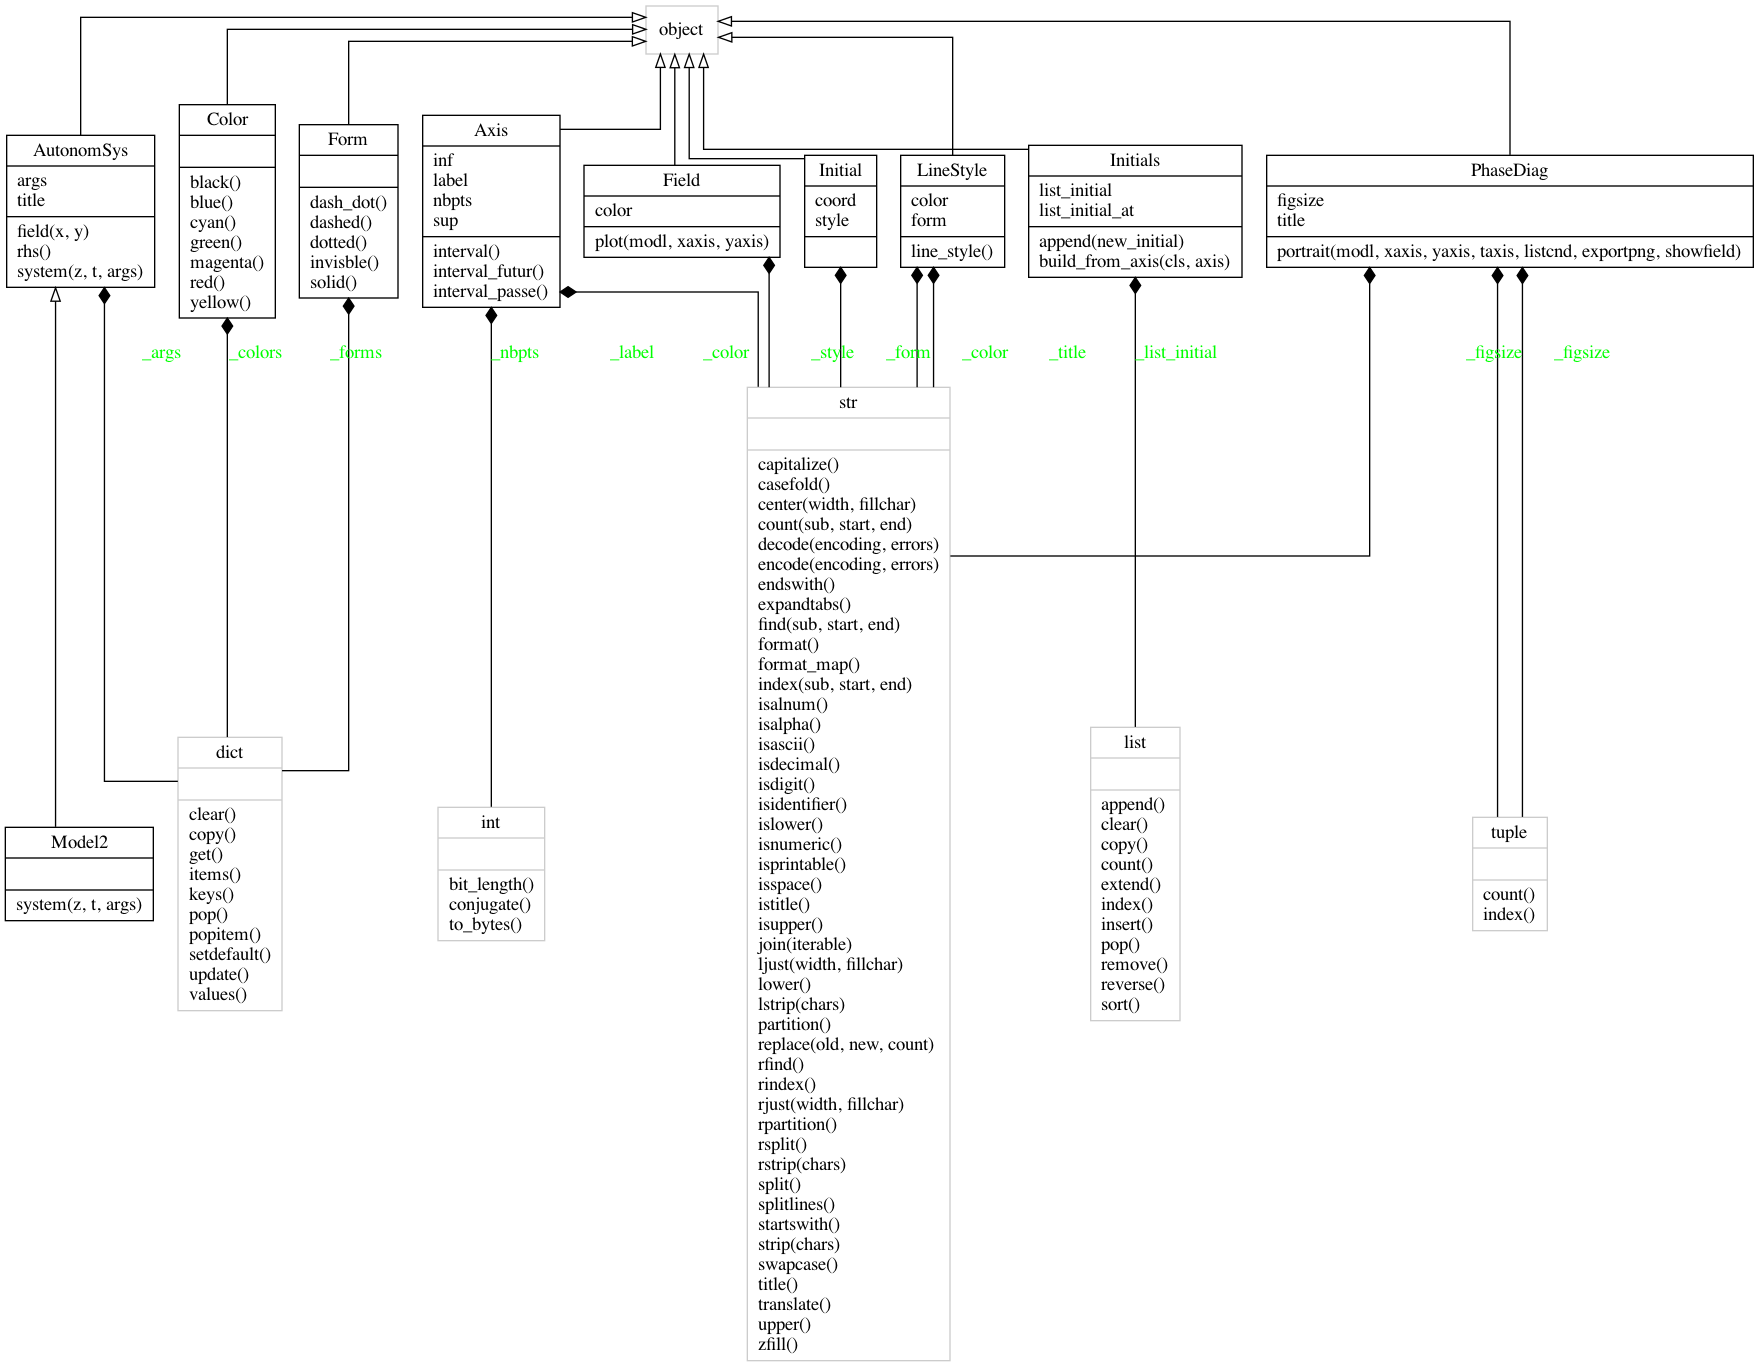 object
AutonomSys
args
title
field(x, y)
rhs()
system(z, t, args)
Color
black()
blue()
cyan()
green()
magenta()
red()
yellow()
Form
dash_dot()
dashed()
dotted()
invisble()
solid()
Axis
inf
label
nbpts
sup
interval()
interval_futur()
interval_passe()
Field
color
plot(modl, xaxis, yaxis)
Initial
coord
style
LineStyle
color
form
line_style()
Initials
list_initial
list_initial_at
append(new_initial)
build_from_axis(cls, axis)
PhaseDiag
figsize
title
portrait(modl, xaxis, yaxis, taxis, listcnd, exportpng, showfield)
_args
_colors
_forms
_nbpts
_label
_color
_style
_form
_color
_title
_list_initial
_figsize
_figsize
Model2
system(z, t, args)
dict
clear()
copy()
get()
items()
keys()
pop()
popitem()
setdefault()
update()
values()
int
bit_length()
conjugate()
to_bytes()
str
capitalize()
casefold()
center(width, fillchar)
count(sub, start, end)
decode(encoding, errors)
encode(encoding, errors)
endswith()
expandtabs()
find(sub, start, end)
format()
format_map()
index(sub, start, end)
isalnum()
isalpha()
isascii()
isdecimal()
isdigit()
isidentifier()
islower()
isnumeric()
isprintable()
isspace()
istitle()
isupper()
join(iterable)
ljust(width, fillchar)
lower()
lstrip(chars)
partition()
replace(old, new, count)
rfind()
rindex()
rjust(width, fillchar)
rpartition()
rsplit()
rstrip(chars)
split()
splitlines()
startswith()
strip(chars)
swapcase()
title()
translate()
upper()
zfill()
list
append()
clear()
copy()
count()
extend()
index()
insert()
pop()
remove()
reverse()
sort()
tuple
count()
index()